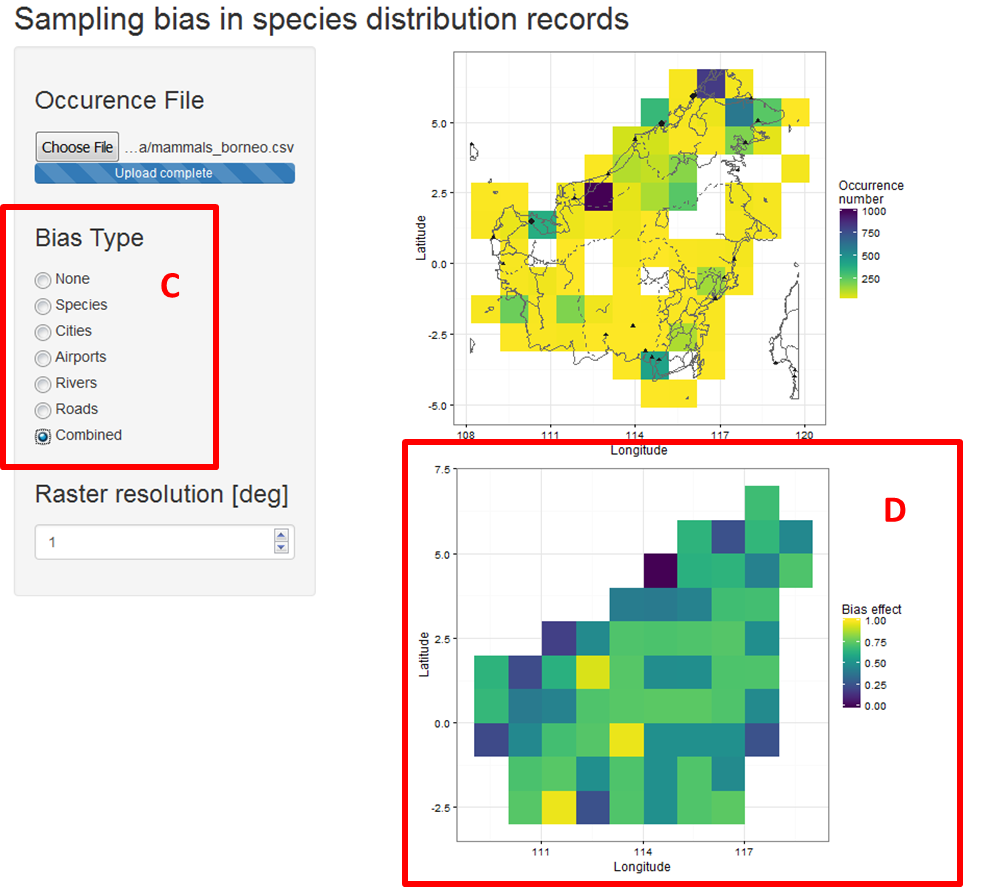 Sampling bias in species distribution records
Occurence File
Choose File ...a/mammals_borneo.csv
Upload complete
Bias Type
C
None
Species
Cities
Airports
Rivers
Roads
Combined
Raster resolution [deg]
1
5.0
2.5
0.0
-2.5
-5.0
Latitude
108 111 114 117 120
Longitude
Occurrence
number
1000
750
500
250
D
7.5
5.0
2.5
0.0
-2.5
Latitude
111 114 117
Longitude
Bias effect
1.00
0.75
0.50
0.25
0.00